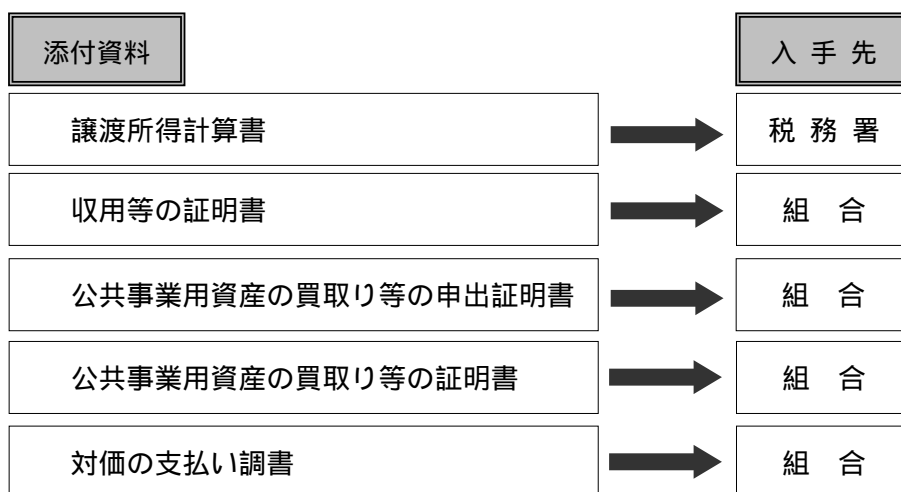 添付資料 入手先
譲渡所得計算書 税務署
収用等の証明書 組合
公共事業用資産の買取り等の申出証明書 組合
公共事業用資産の買取り等の証明書 組合
対価の支払い調書 組合